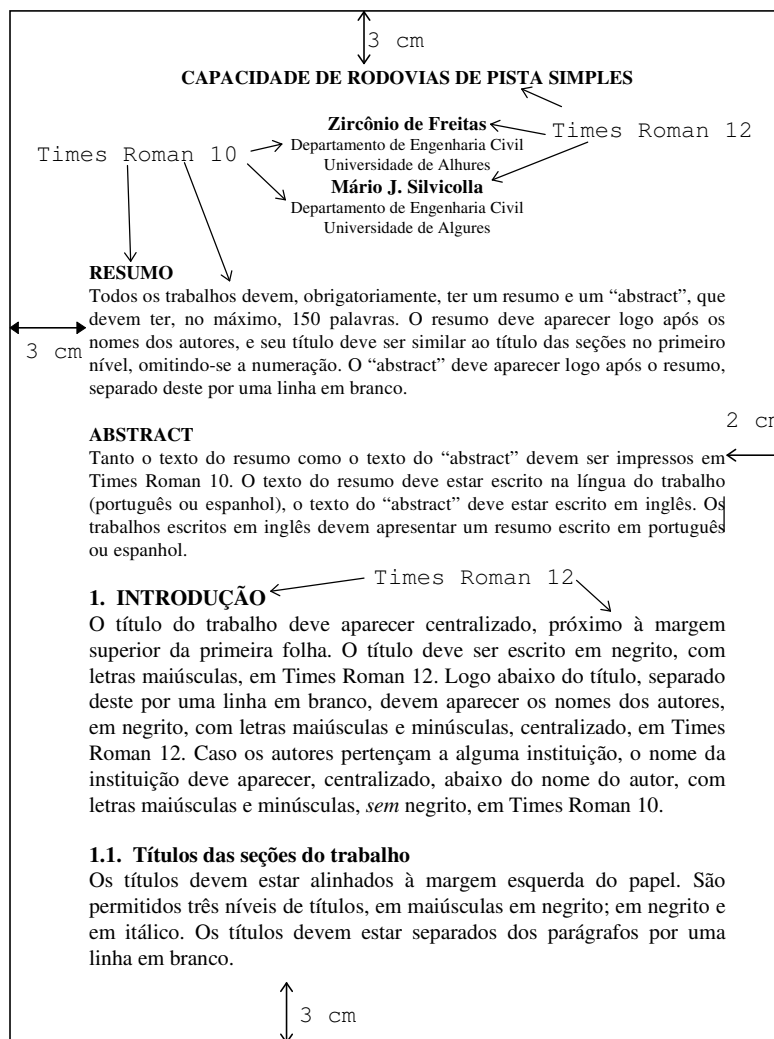 3 cm
CAPACIDADE DE RODOVIAS DE PISTA SIMPLES
Zircônio de Freitas
Times Roman 12
Departamento de Engenharia Civil
Times Roman 10
Universidade de Alhures
Mário J. Silvicolla
Departamento de Engenharia Civil
Universidade de Algures
RESUMO
Todos os trabalhos devem, obrigatoriamente, ter um resumo e um “abstract”, que
devem ter, no máximo, 150 palavras. O resumo deve aparecer logo após os
nomes dos autores, e seu título deve ser similar ao título das seções no primeiro
3 cm
nível, omitindo-se a numeração. O “abstract” deve aparecer logo após o resumo,
separado deste por uma linha em branco.
2 cm
ABSTRACT
Tanto o texto do resumo como o texto do “abstract” devem ser impressos em
Times Roman 10. O texto do resumo deve estar escrito na língua do trabalho
(português ou espanhol), o texto do “abstract” deve estar escrito em inglês. Os
trabalhos escritos em inglês devem apresentar um resumo escrito em português
ou espanhol.
Times Roman 12
1. INTRODUÇÃO
O título do trabalho deve aparecer centralizado, próximo à margem
superior da primeira folha. O título deve ser escrito em negrito, com
letras maiúsculas, em Times Roman 12. Logo abaixo do título, separado
deste por uma linha em branco, devem aparecer os nomes dos autores,
em negrito, com letras maiúsculas e minúsculas, centralizado, em Times
Roman 12. Caso os autores pertençam a alguma instituição, o nome da
instituição deve aparecer, centralizado, abaixo do nome do autor, com
letras maiúsculas e minúsculas, sem negrito, em Times Roman 10.
1.1. Títulos das seções do trabalho
Os títulos devem estar alinhados à margem esquerda do papel. São
permitidos três níveis de títulos, em maiúsculas em negrito; em negrito e
em itálico. Os títulos devem estar separados dos parágrafos por uma
linha em branco.
3 cm